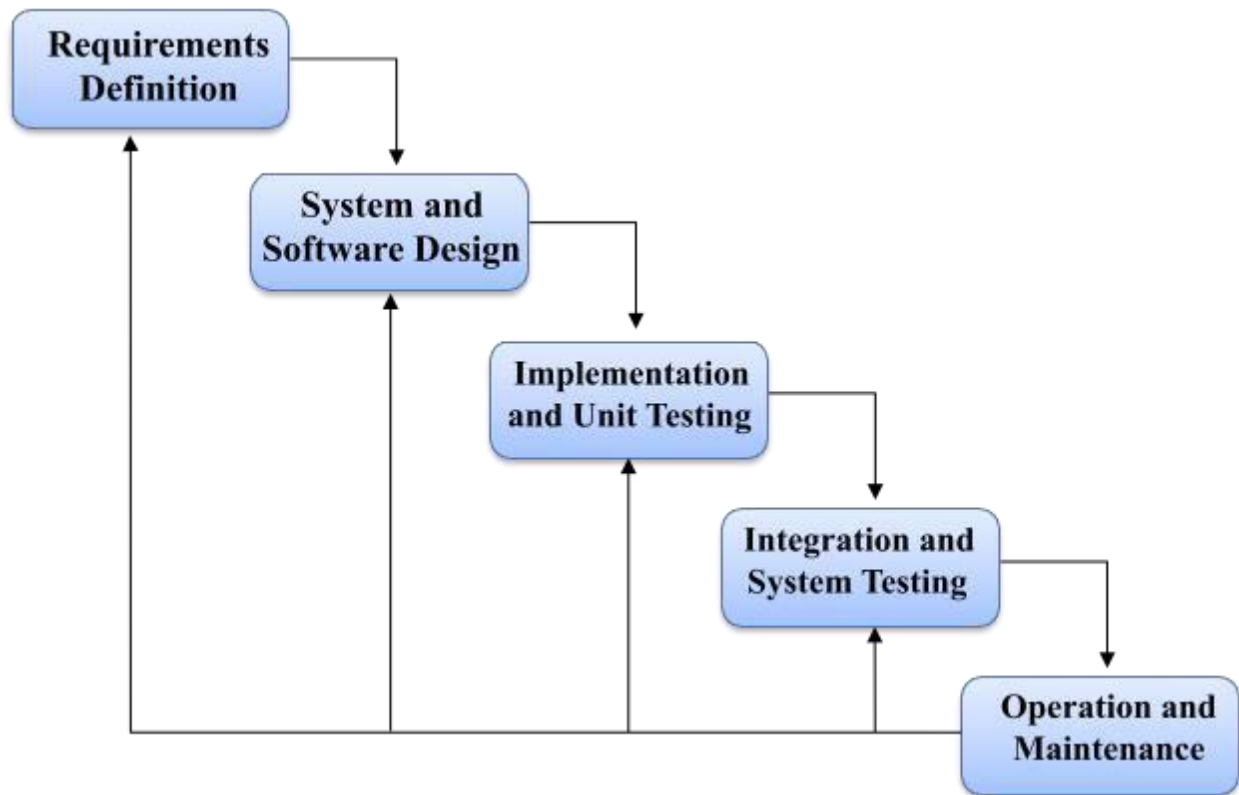 Requirements
Definition
System and
Software Design
Implementation
and Unit Testing
Integration and
System Testing
Operation and
Maintenance